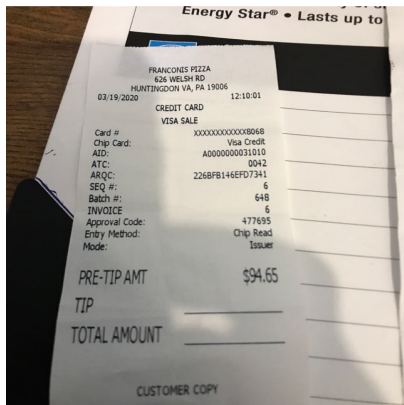 Energy Star® • Lasts up to
FRANCONIS PIZZA
626 WELSH RD
HUNTINGDON VA, PA 19006
03/19/2020 12:10:01
CREDIT CARD
VISA SALE
Card # XXXXXXXXXXXX8068
Chip Card: Visa Credit
AID: A0000000031010
ATC: 0042
ARQC: 226BFB146EFD7341
SEQ #: 6
Batch #: 648
INVOICE 6
Approval Code: 477695
Entry Method: Chip Read
Mode: Issuer
PRE-TIP AMT $94.65
TIP
TOTAL AMOUNT
CUSTOMER COPY